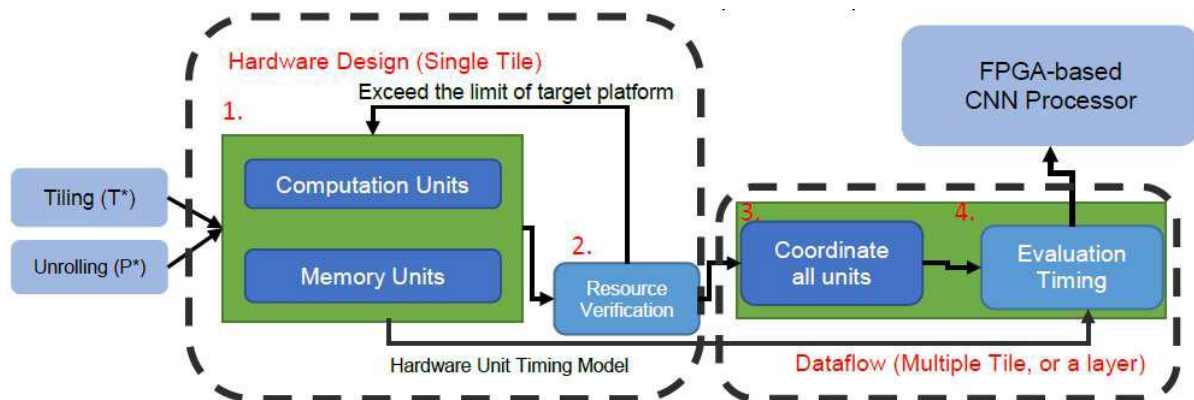 Hardware Design (Single Tile)
Exceed the limit of target platform
1.
Computation Units
Memory Units
Tiling (T*)
Unrolling (P*)
2.
Resource
Verification
Hardware Unit Timing Model
FPGA-based
CNN Processor
3.
Coordinate
all units
4.
Evaluation
Timing
Dataflow (Multiple Tile, or a layer)